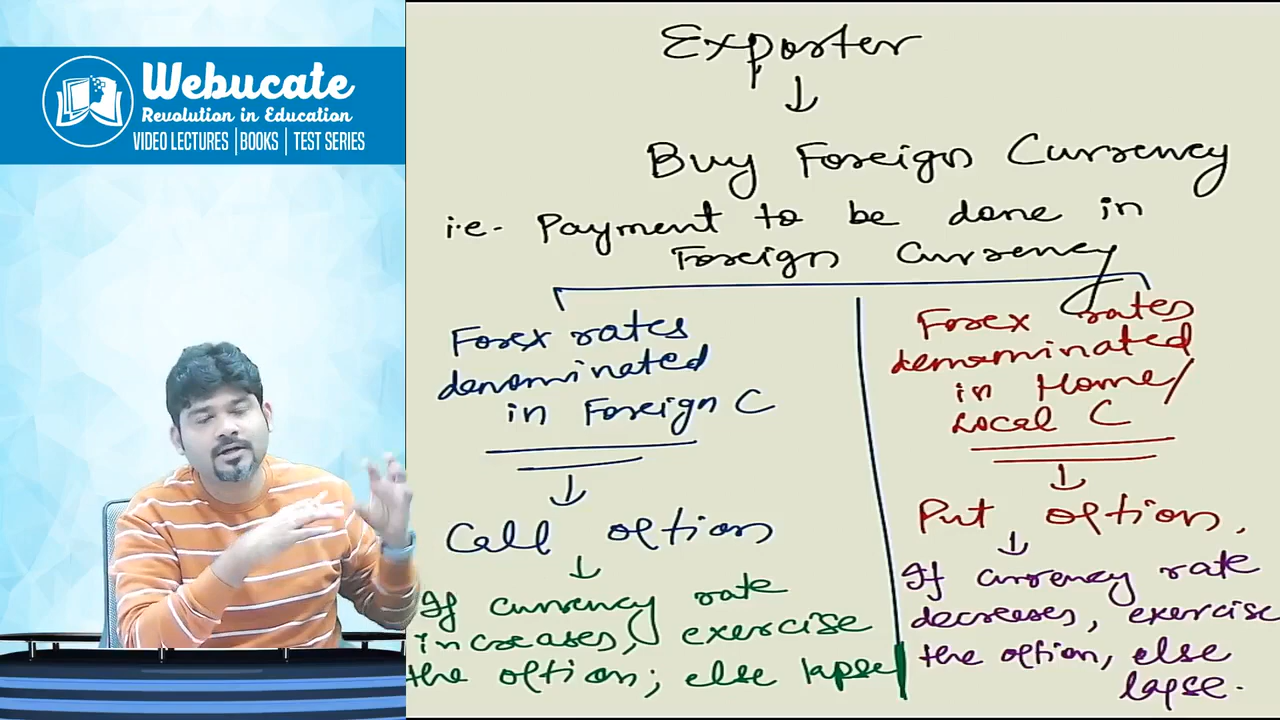 Webucate
Revolution in Education
VIDEO LECTURES | BOOKS | TEST SERIES
Exporter
↓
Buy Foreign Currency
i.e. Payment to be done in
Foreign Currency
Forex rates
denominated
in Foreign C
↓
Call option
↓
If currency rate
increases, exercise
the option; else lapse
Forex rates
denominated
in Home/
Local C
↓
Put option.
↓
If currency rate
decreases, exercise
the option, else
lapse.